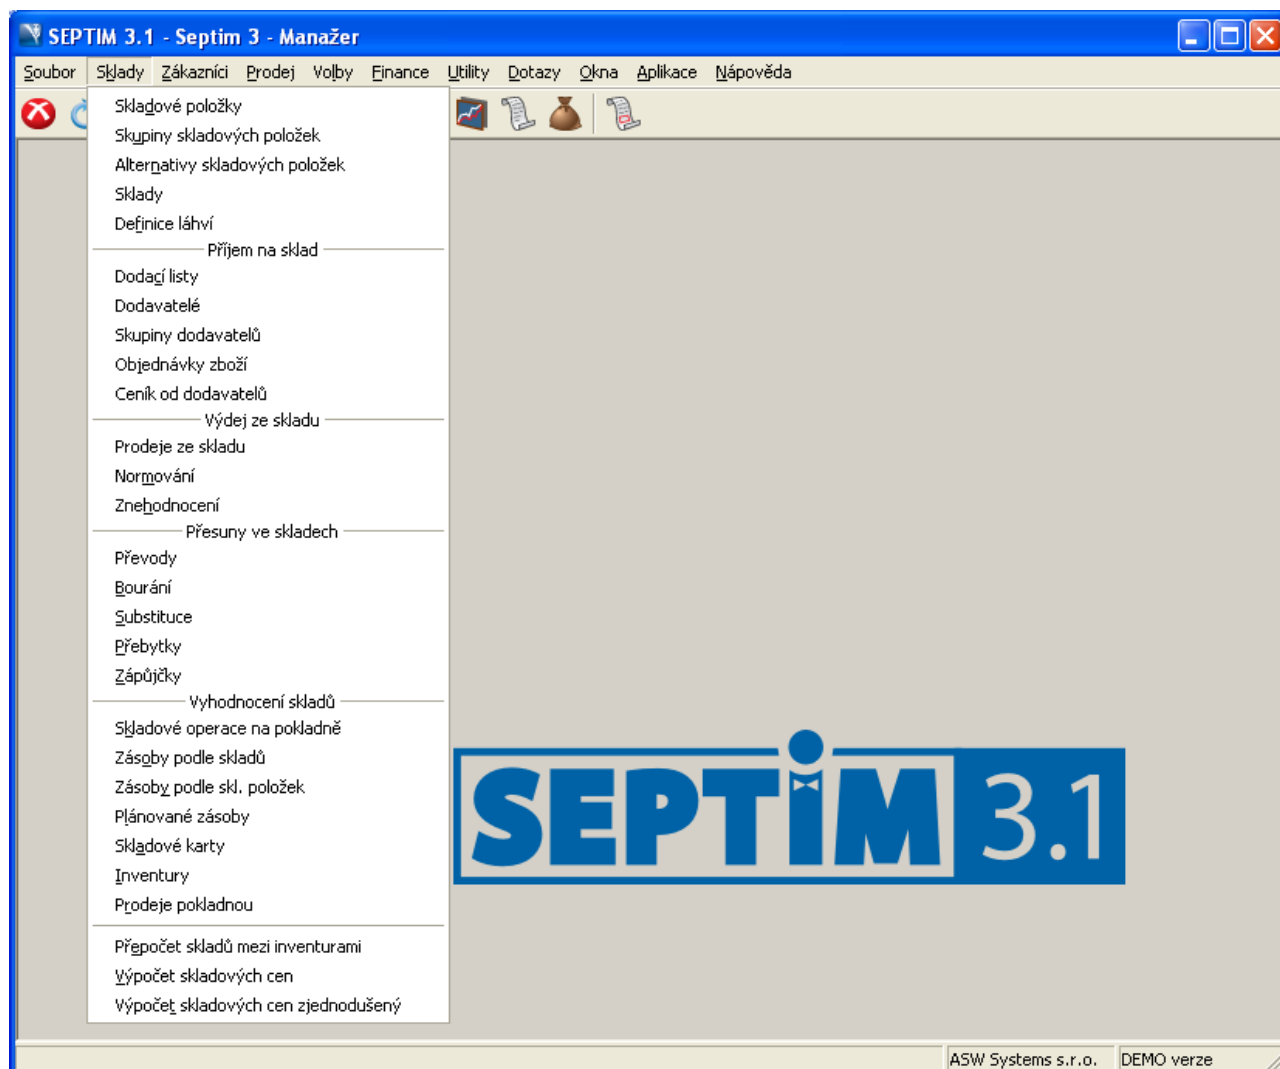 SEPTIM 3.1 - Septim 3 - Manažer
Soubor Sklady Zákazníci Prodej Volby Finance Utility Dotazy Okna Aplikace Nápověda
Skladové položky
Skupiny skladových položek
Alternativy skladových položek
Sklady
Definice láhví
Příjem na sklad
Dodací listy
Dodavatelé
Skupiny dodavatelů
Objednávky zboží
Ceník od dodavatelů
Výdej ze skladu
Prodeje ze skladu
Normování
Znehodnocení
Přesuny ve skladech
Převody
Bourání
Substituce
Přebytky
Zápůjčky
Vyhodnocení skladů
Skladové operace na pokladně
Zásoby podle skladů
Zásoby podle skl. položek
Plánované zásoby
Skladové karty
Inventury
Prodeje pokladnou
Přepočet skladů mezi inventurami
Výpočet skladových cen
Výpočet skladových cen zjednodušený
SEPTIM 3.1
ASW Systems s.r.o. DEMO verze